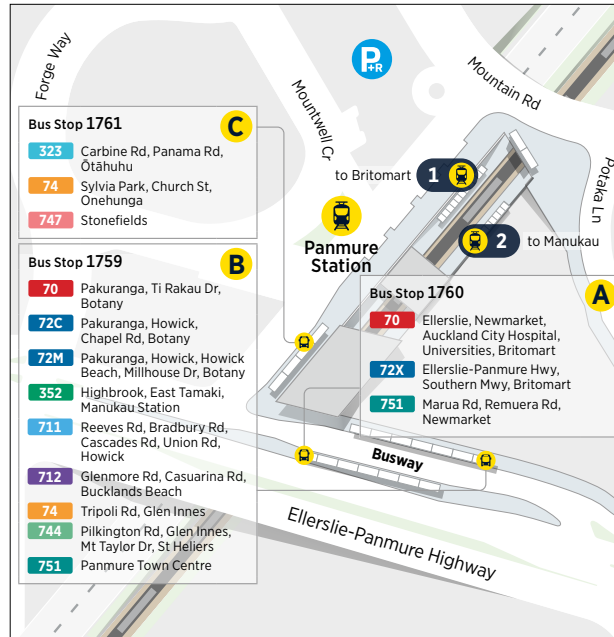 Forge Way
P+R
Mountain Rd
Mountwell Cr
Potaka Ln
to Britomart
1
2
to Manukau
Panmure
Station
Bus Stop 1761
C
323 Carbine Rd, Panama Rd,
Ōtāhuhu
74 Sylvia Park, Church St,
Onehunga
747 Stonefields
Bus Stop 1759
B
70 Pakuranga, Ti Rakau Dr,
Botany
72C Pakuranga, Howick,
Chapel Rd, Botany
72M Pakuranga, Howick, Howick
Beach, Millhouse Dr, Botany
352 Highbrook, East Tamaki,
Manukau Station
711 Reeves Rd, Bradbury Rd,
Cascades Rd, Union Rd,
Howick
712 Glenmore Rd, Casuarina Rd,
Bucklands Beach
74 Tripoli Rd, Glen Innes
744 Pilkington Rd, Glen Innes,
Mt Taylor Dr, St Heliers
751 Panmure Town Centre
Bus Stop 1760
A
70 Ellerslie, Newmarket,
Auckland City Hospital,
Universities, Britomart
72X Ellerslie-Panmure Hwy,
Southern Mwy, Britomart
751 Marua Rd, Remuera Rd,
Newmarket
Busway
Ellerslie-Panmure Highway